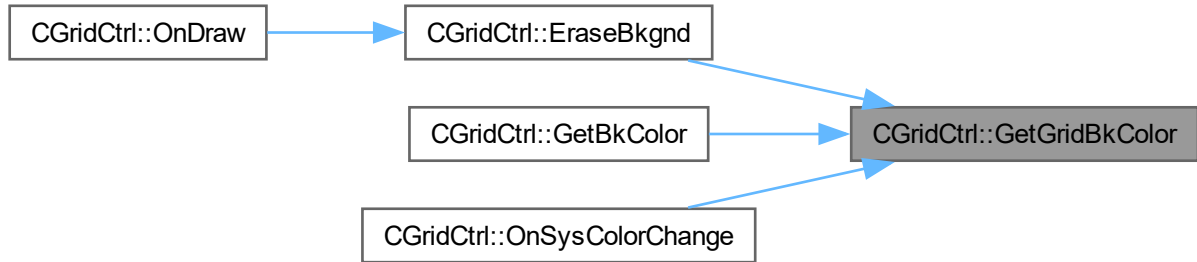 CGridCtrl::OnDraw
CGridCtrl::EraseBkgnd
CGridCtrl::GetBkColor
CGridCtrl::GetGridBkColor
CGridCtrl::OnSysColorChange